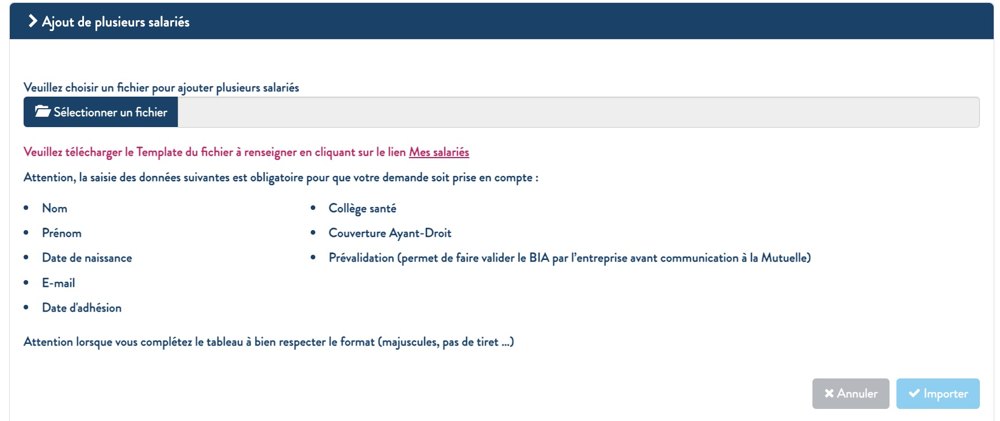 Ajout de plusieurs salariés
Veuillez choisir un fichier pour ajouter plusieurs salariés
Sélectionner un fichier
Veuillez télécharger le Template du fichier à renseigner en cliquant sur le lien Mes salariés
Attention, la saisie des données suivantes est obligatoire pour que votre demande soit prise en compte :
• Nom
• Prénom
• Date de naissance
• E-mail
• Date d'adhésion
• Collège santé
• Couverture Ayant-Droit
• Prévalidation (permet de faire valider le BIA par l’entreprise avant communication à la Mutuelle)
Attention lorsque vous complétez le tableau à bien respecter le format (majuscules, pas de tiret ...)
Annuler
Importer